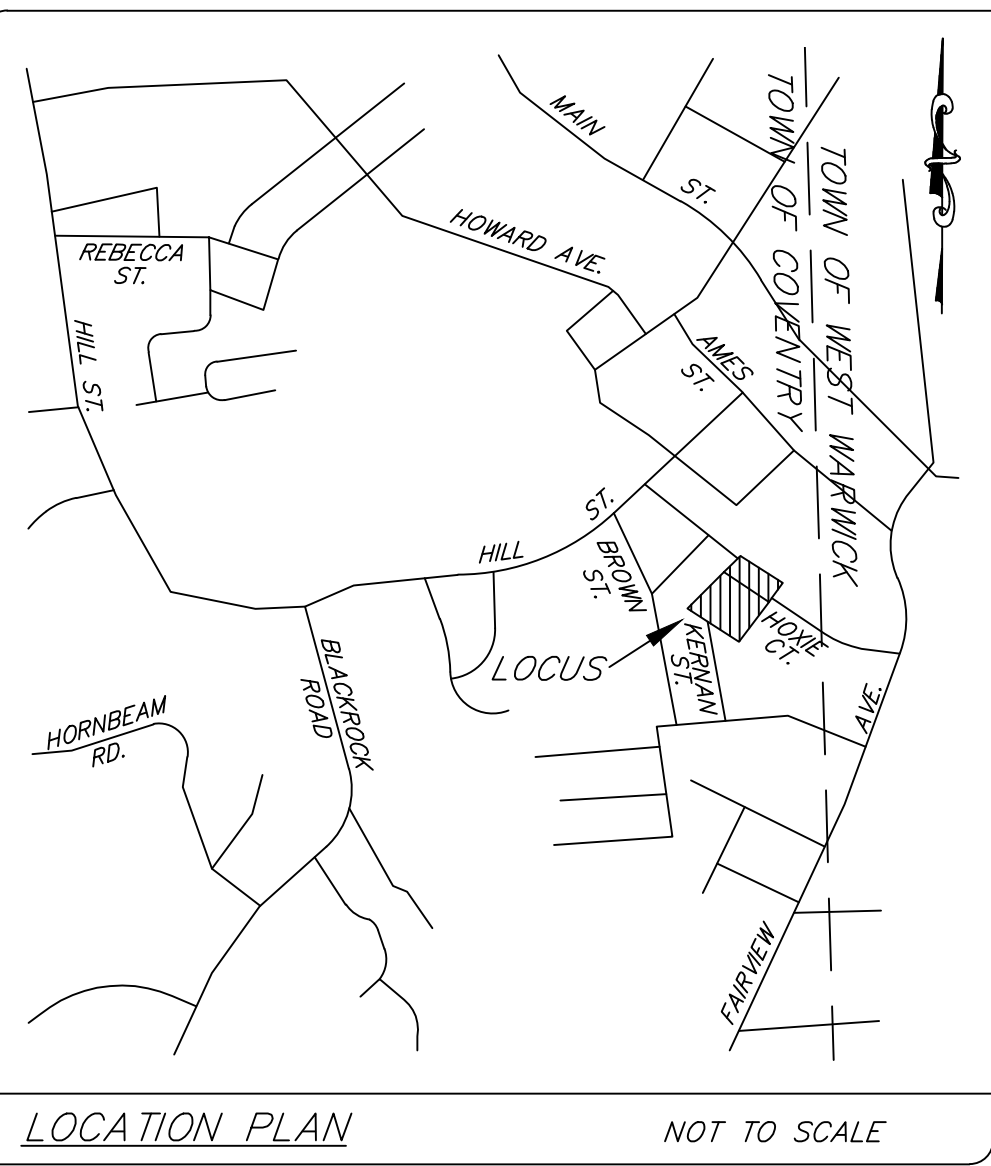 MAIN
ST.
TOWN OF COVENTRY
TOWN OF WEST WARWICK
HOWARD AVE.
REBECCA
ST.
HILL ST.
AMES
ST.
HILL
ST.
BROWN
ST.
HOXIE
CT.
KERNAN
ST.
LOCUS
BLACKROCK
ROAD
HORNBEAM
RD.
FAIRVIEW
AVE.
LOCATION PLAN
NOT TO SCALE